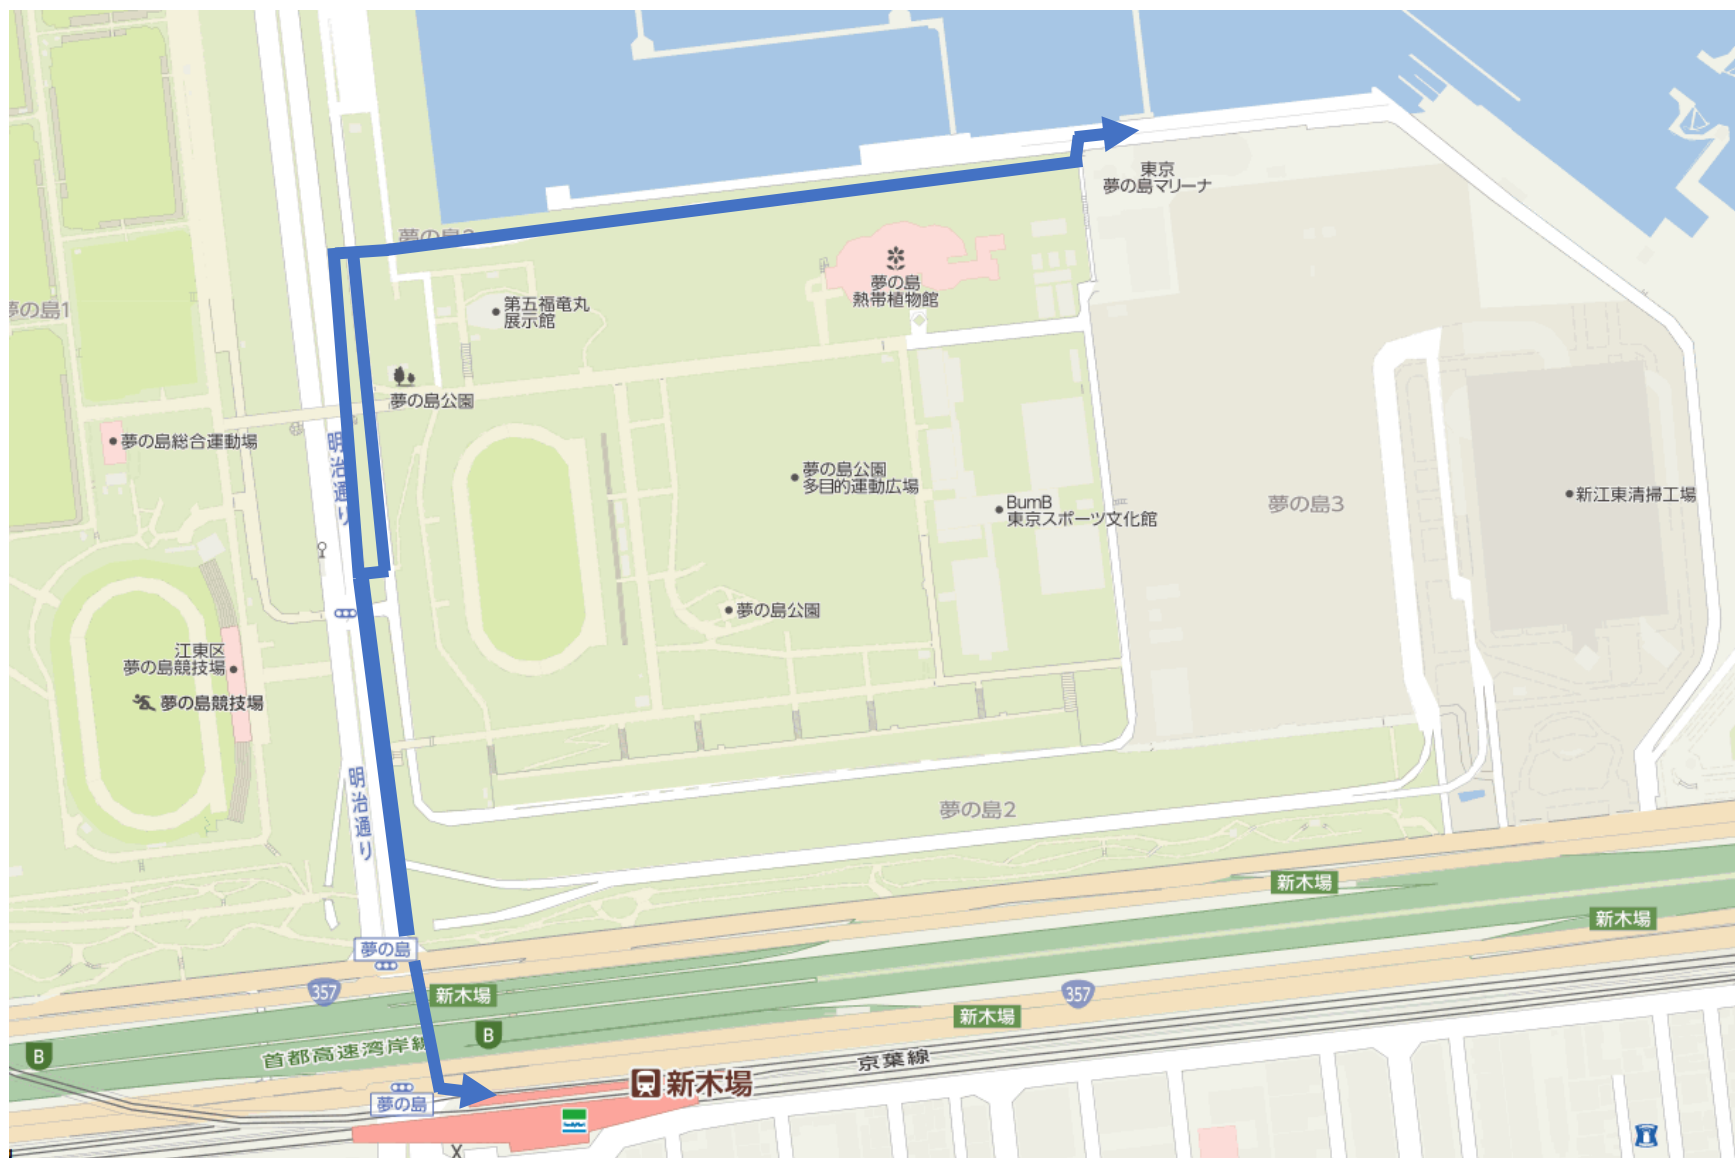 東京
夢の島マリーナ
夢の島
熱帯植物館
夢の島1
第五福竜丸
展示館
夢の島公園
夢の島総合運動場
明治通り
夢の島公園
多目的運動広場
BumB
東京スポーツ文化館
夢の島3
新江東清掃工場
夢の島公園
江東区
夢の島競技場
夢の島競技場
明治通り
夢の島2
新木場
新木場
夢の島
357
新木場
357
新木場
B
B
首都高速湾岸線
京葉線
新木場
夢の島
FamilyMart